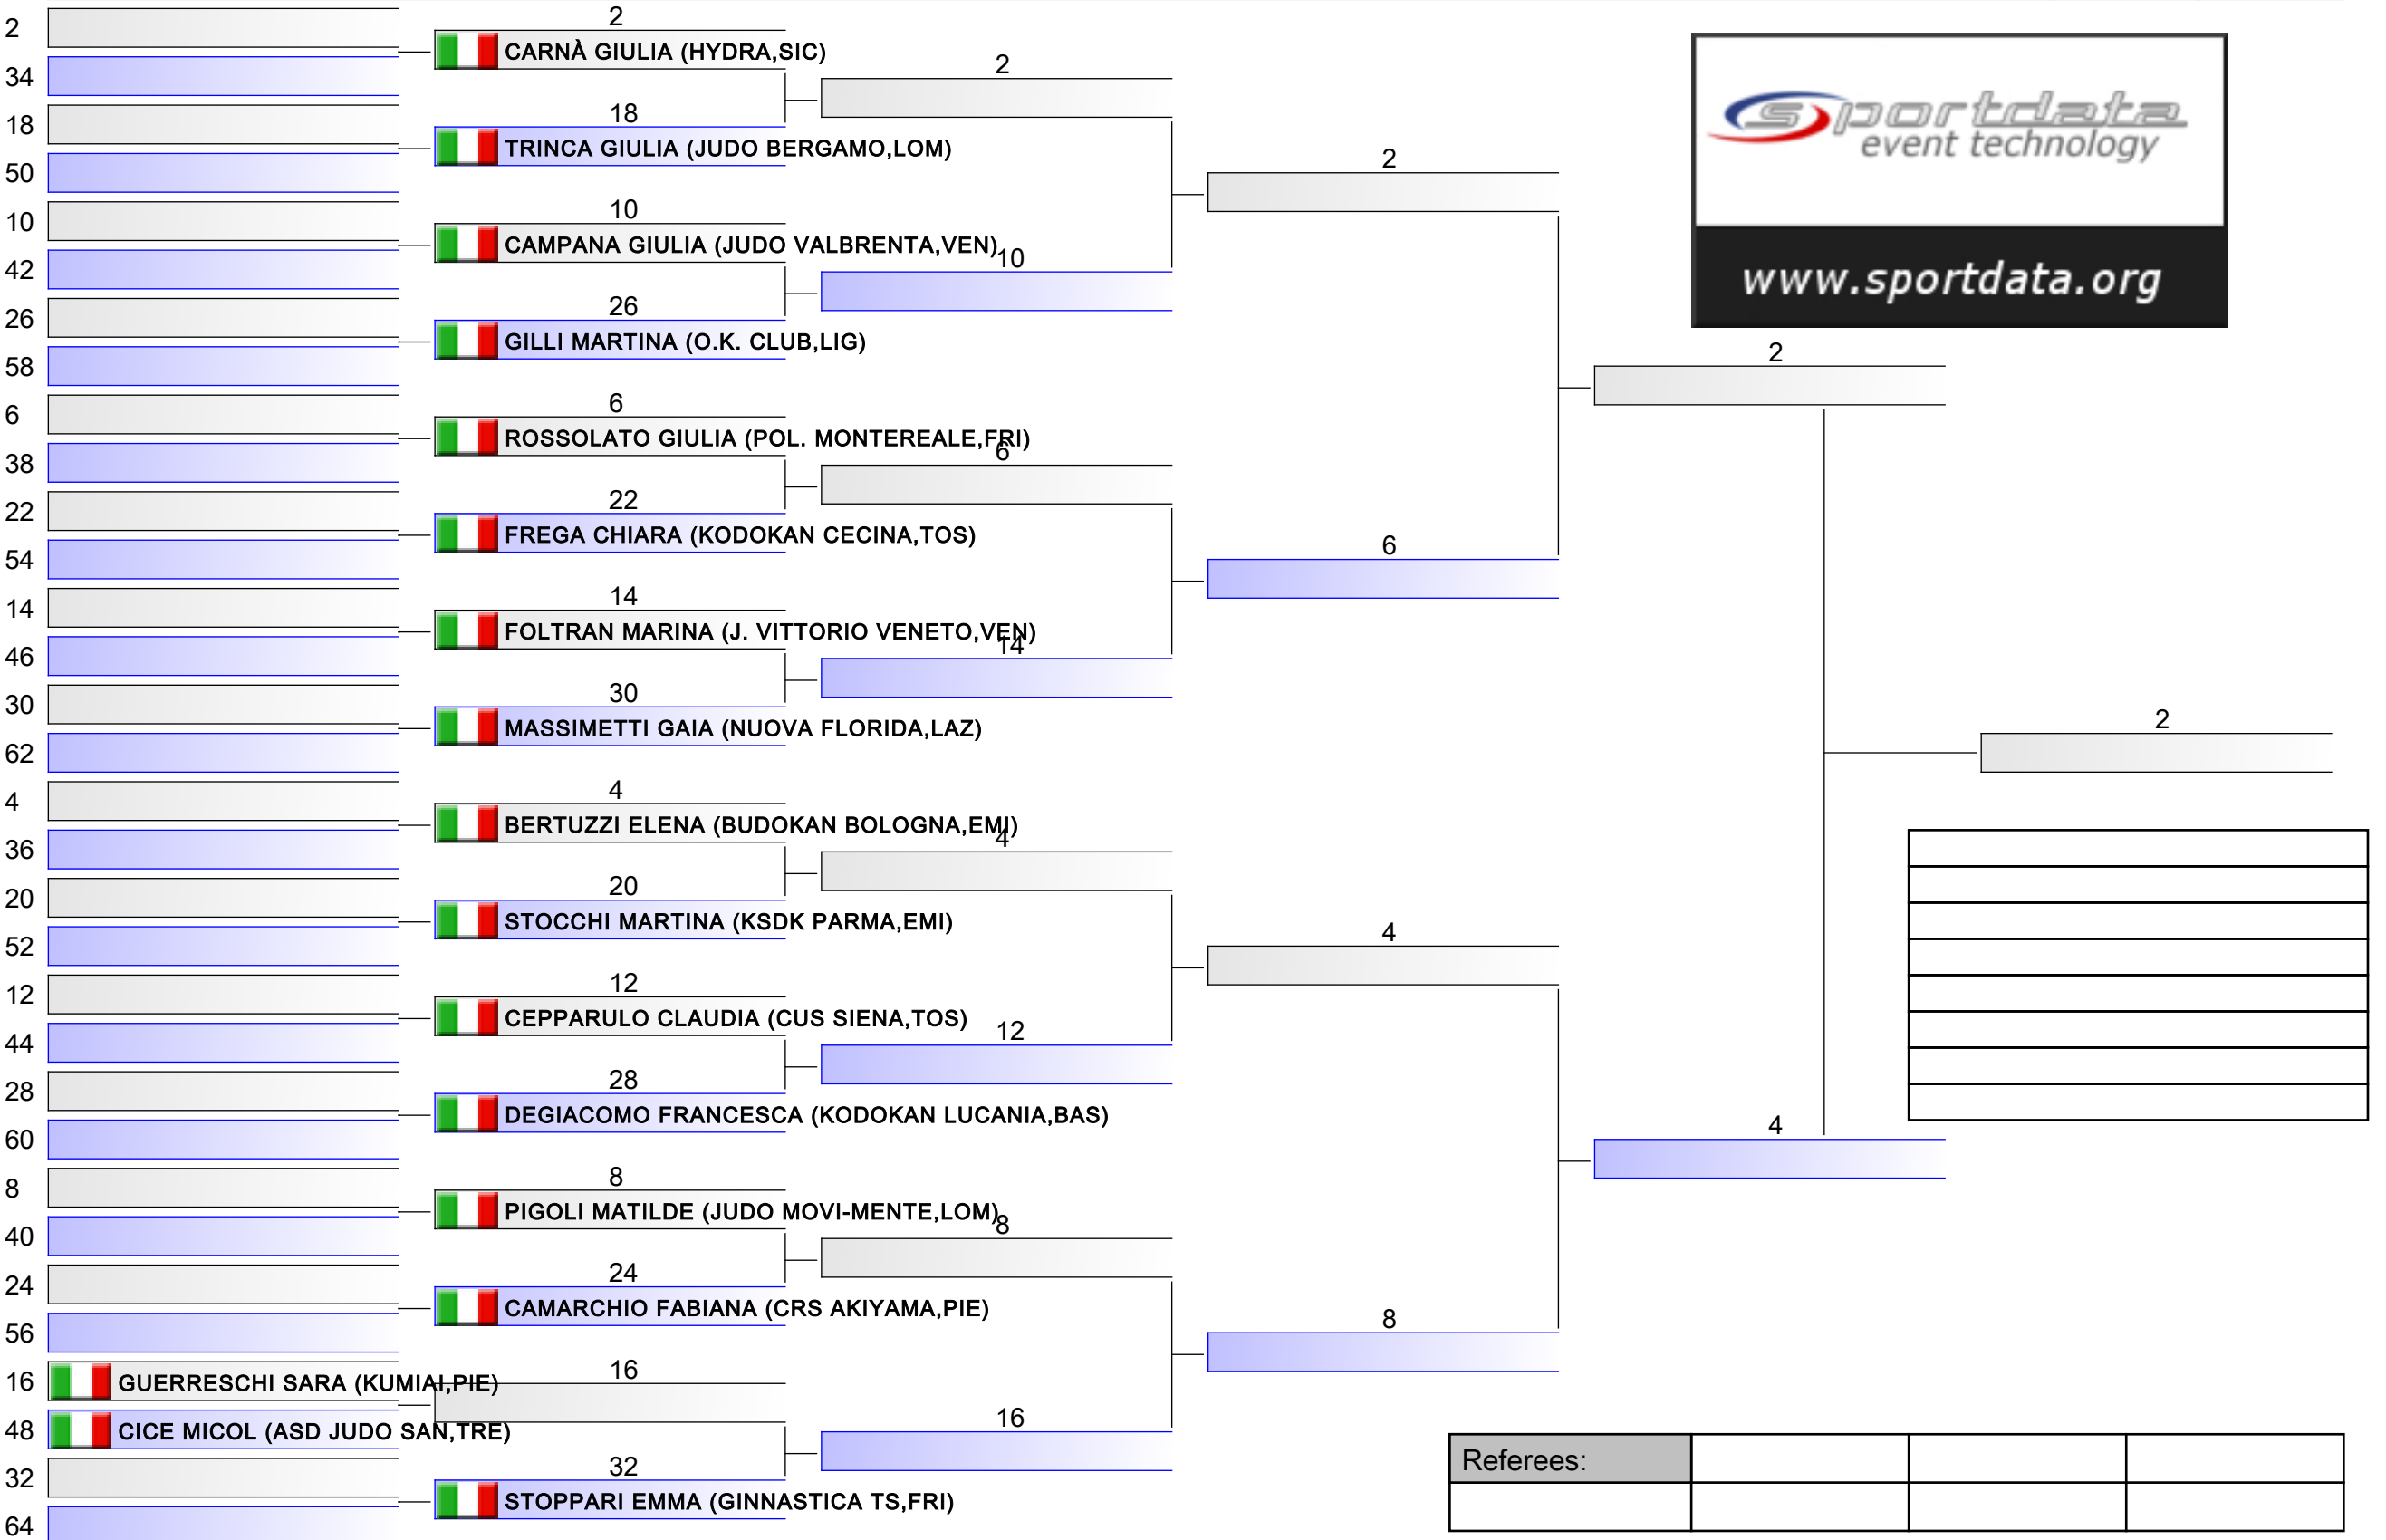 2
34
18
50
10
42
26
58
6
38
22
54
14
46
30
62
4
36
20
52
12
44
28
60
8
40
24
56
16 GUERRESCHI SARA (KUMIAI,PIE)
48 CICE MICOL (ASD JUDO SAN,TRE)
32
64
2
CARNÀ GIULIA (HYDRA,SIC)
18
TRINCA GIULIA (JUDO BERGAMO,LOM)
10
CAMPANA GIULIA (JUDO VALBRENTA,VEN)
26
GILLI MARTINA (O.K. CLUB,LIG)
6
ROSSOLATO GIULIA (POL. MONTEREALE,FRI)
22
FREGA CHIARA (KODOKAN CECINA,TOS)
14
FOLTRAN MARINA (J. VITTORIO VENETO,VEN)
30
MASSIMETTI GAIA (NUOVA FLORIDA,LAZ)
4
BERTUZZI ELENA (BUDOKAN BOLOGNA,EMI)
20
STOCCHI MARTINA (KSDK PARMA,EMI)
12
CEPPARULO CLAUDIA (CUS SIENA,TOS)
28
DEGIACOMO FRANCESCA (KODOKAN LUCANIA,BAS)
8
PIGOLI MATILDE (JUDO MOVI-MENTE,LOM)
24
CAMARCHIO FABIANA (CRS AKIYAMA,PIE)
16
32
STOPPARI EMMA (GINNASTICA TS,FRI)
2
10
6
14
4
12
8
16
2
6
4
8
2
4
2
sportdata
event technology
www.sportdata.org
Referees: